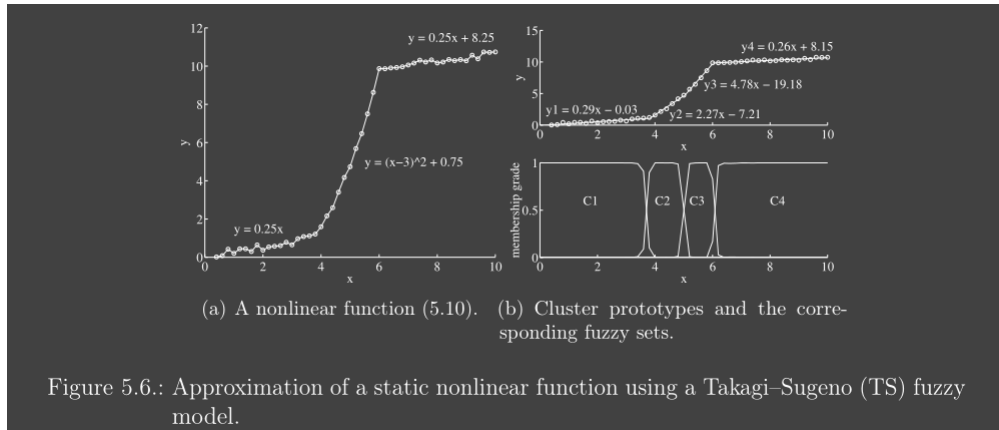 12
10
8
6
4
2
0
y
y = 0.25x + 8.25
y = (x−3)^2 + 0.75
y = 0.25x
0 2 4 6 8 10
x
15
10
5
0
y
y4 = 0.26x + 8.15
y3 = 4.78x − 19.18
y1 = 0.29x − 0.03
y2 = 2.27x − 7.21
0 2 4 6 8 10
x
1
0.5
0
membership grade
C1 C2 C3 C4
0 2 4 6 8 10
x
(a) A nonlinear function (5.10).
(b) Cluster prototypes and the corre-
sponding fuzzy sets.
Figure 5.6.: Approximation of a static nonlinear function using a Takagi–Sugeno (TS) fuzzy
model.